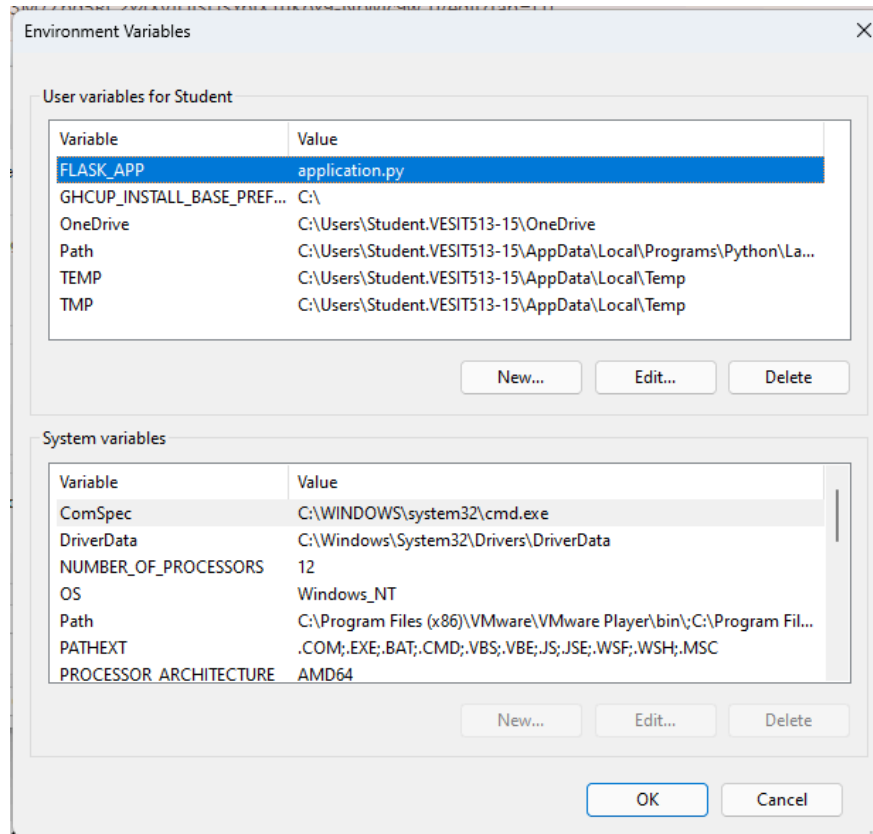 Environment Variables
User variables for Student
Variable Value
FLASK_APP application.py
GHCUP_INSTALL_BASE_PREF... C:\
OneDrive C:\Users\Student.VESIT513-15\OneDrive
Path C:\Users\Student.VESIT513-15\AppData\Local\Programs\Python\La...
TEMP C:\Users\Student.VESIT513-15\AppData\Local\Temp
TMP C:\Users\Student.VESIT513-15\AppData\Local\Temp
New... Edit... Delete
System variables
Variable Value
ComSpec C:\WINDOWS\system32\cmd.exe
DriverData C:\Windows\System32\Drivers\DriverData
NUMBER_OF_PROCESSORS 12
OS Windows_NT
Path C:\Program Files (x86)\VMware\VMware Player\bin\;C:\Program Fil...
PATHEXT .COM;.EXE;.BAT;.CMD;.VBS;.VBE;.JS;.JSE;.WSF;.WSH;.MSC
PROCESSOR_ARCHITECTURE AMD64
New... Edit... Delete
OK Cancel